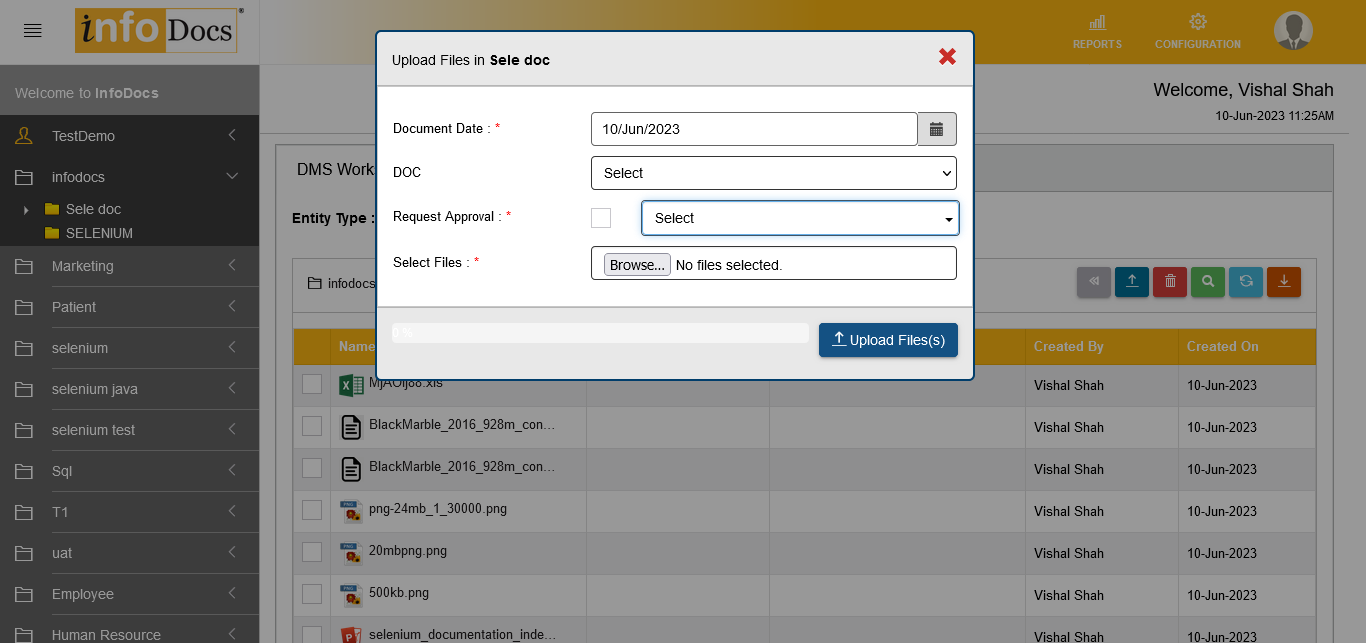 info Docs
REPORTS
CONFIGURATION
Welcome to InfoDocs
Welcome, Vishal Shah
10-Jun-2023 11:25AM
TestDemo
infodocs
Sele doc
SELENIUM
Marketing
Patient
selenium
selenium java
selenium test
Sql
T1
uat
Employee
Human Resource
DMS Work
Entity Type :
infodocs
Upload Files in Sele doc
Document Date : *
10/Jun/2023
DOC
Select
Request Approval : *
Select
Select Files : *
Browse... No files selected.
0 %
Upload Files(s)
Name
Created By
Created On
MjAOIj88.xls
Vishal Shah
10-Jun-2023
BlackMarble_2016_928m_con...
Vishal Shah
10-Jun-2023
BlackMarble_2016_928m_con...
Vishal Shah
10-Jun-2023
png-24mb_1_30000.png
Vishal Shah
10-Jun-2023
20mbpng.png
Vishal Shah
10-Jun-2023
500kb.png
Vishal Shah
10-Jun-2023
selenium_documentation_inde...
Vishal Shah
10-Jun-2023